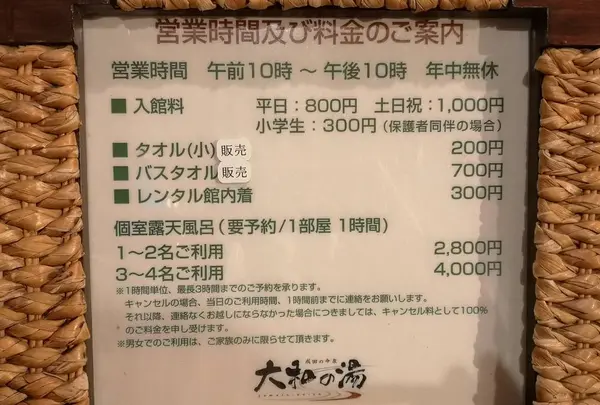 営業時間及び料金のご案内
営業時間 午前10時 ～ 午後10時 年中無休
■ 入館料 平日：800円 土日祝：1,000円
小学生：300円（保護者同伴の場合）
■ タオル(小) 販売 200円
■ バスタオル 販売 700円
■ レンタル館内着 300円
個室露天風呂（要予約/1部屋 1時間）
1～2名ご利用 2,800円
3～4名ご利用 4,000円
※1時間単位、最長3時間までのご予約を承ります。
キャンセルの場合、当日のご利用時間、1時間前までに連絡をお願いします。
それ以降、連絡なくお越しにならなかった場合につきましては、キャンセル料として100%
のご料金を申し受けます。
※男女でのご利用は、ご家族のみに限らせて頂きます。
大和の湯